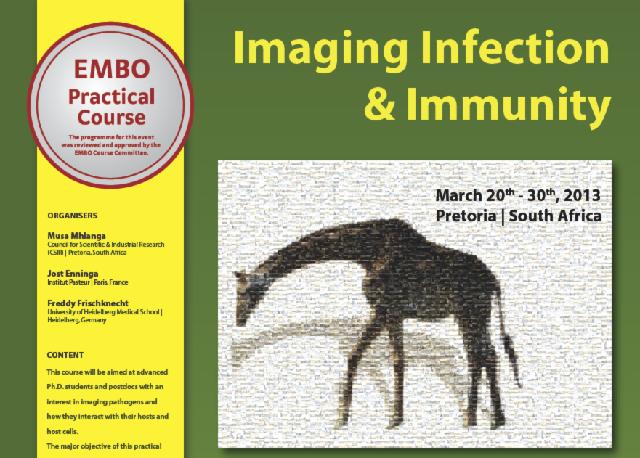 EMBO
Practical
Course
The programme for this event
was reviewed and approved by the
EMBO Course Committee.
Imaging Infection
& Immunity
March 20th - 30th, 2013
Pretoria | South Africa
ORGANISERS
Musa Mhlanga
Council for Scientific & Industrial Research
(CSIR) | Pretoria, South Africa
Jost Enninga
Institut Pasteur | Paris, France
Freddy Frischknecht
University of Heidelberg Medical School |
Heidelberg, Germany
CONTENT
This course will be aimed at advanced
Ph.D. students and postdocs with an
interest in imaging pathogens and
how they interact with their hosts and
host cells.
The major objective of this practical